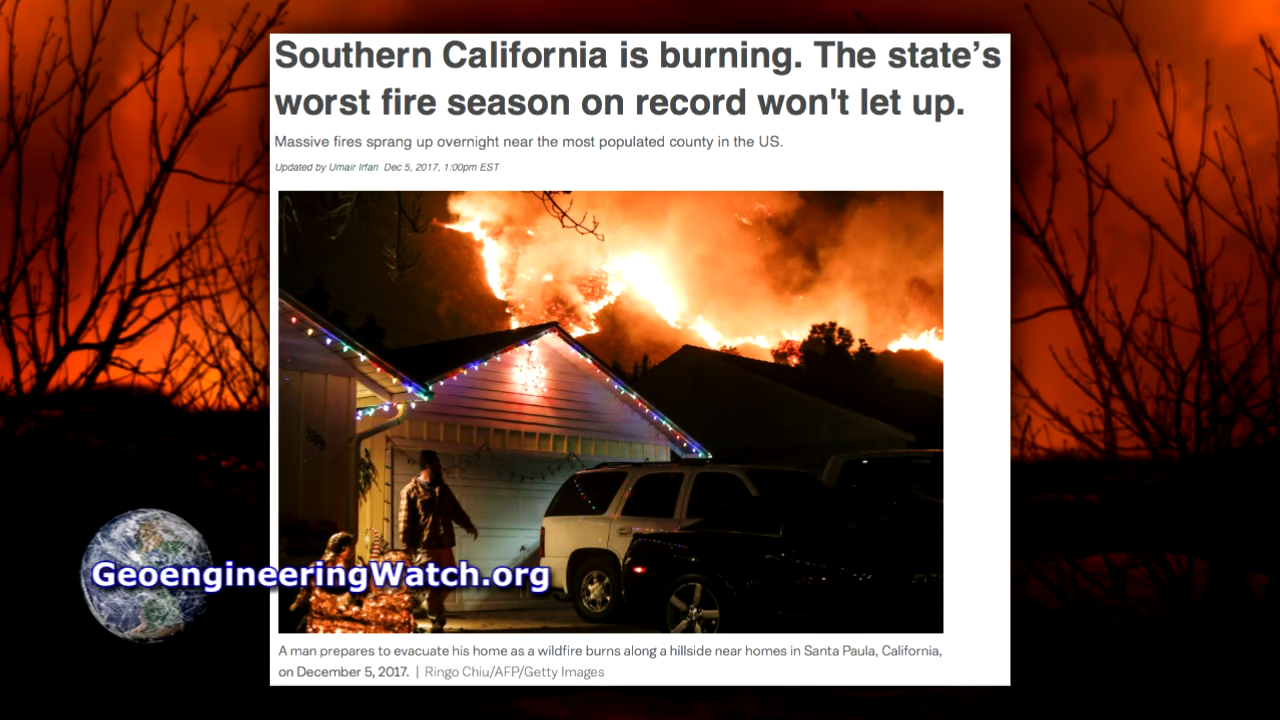 Southern California is burning. The state's
worst fire season on record won't let up.
Massive fires sprang up overnight near the most populated county in the US.
Updated by Umair Irfan Dec 5, 2017, 1:00pm EST
GeoengineeringWatch.org
A man prepares to evacuate his home as a wildfire burns along a hillside near homes in Santa Paula, California,
on December 5, 2017. | Ringo Chiu/AFP/Getty Images